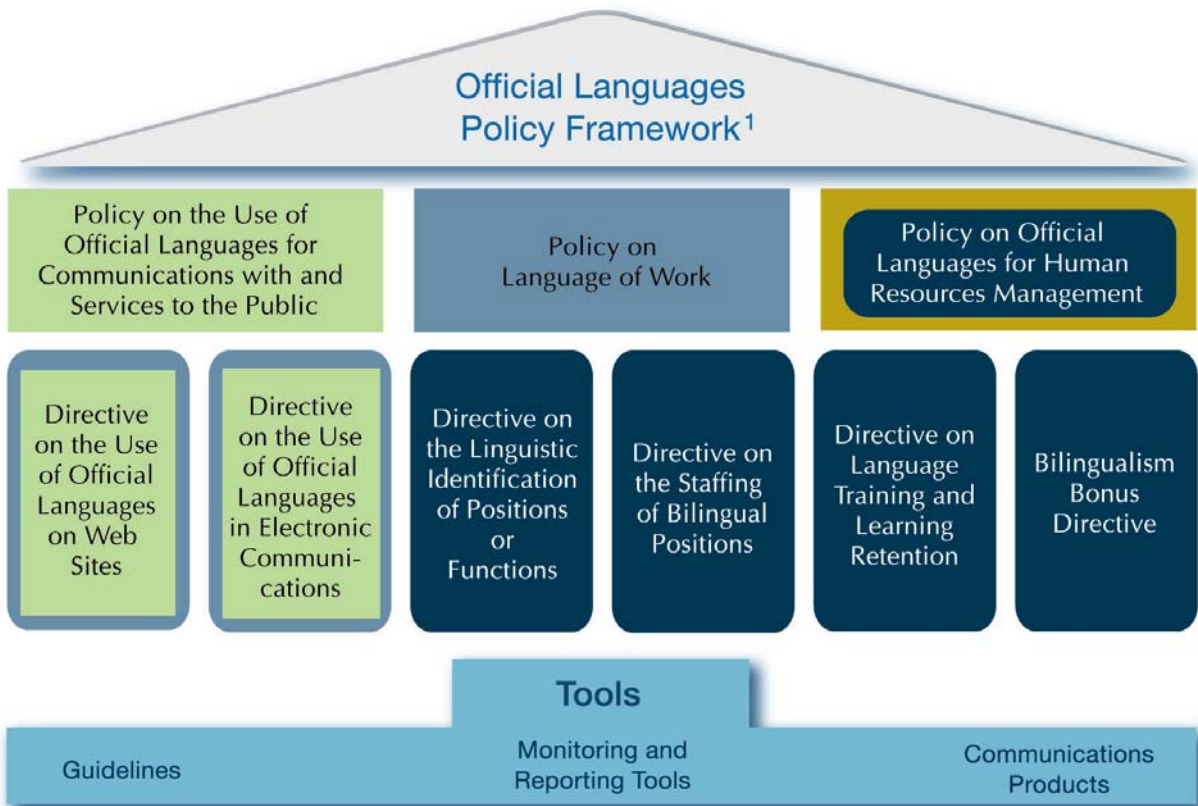 Official Languages
Policy Framework¹
Policy on the Use of
Official Languages for
Communications with and
Services to the Public
Policy on
Language of Work
Policy on Official
Languages for Human
Resources Management
Directive
on the Use
of Official
Languages
on Web
Sites
Directive
on the Use
of Official
Languages
in Electronic
Communi-
cations
Directive on
the Linguistic
Identification
of Positions
or
Functions
Directive on
the Staffing
of Bilingual
Positions
Directive on
Language
Training and
Learning
Retention
Bilingualism
Bonus
Directive
Tools
Guidelines
Monitoring and
Reporting Tools
Communications
Products